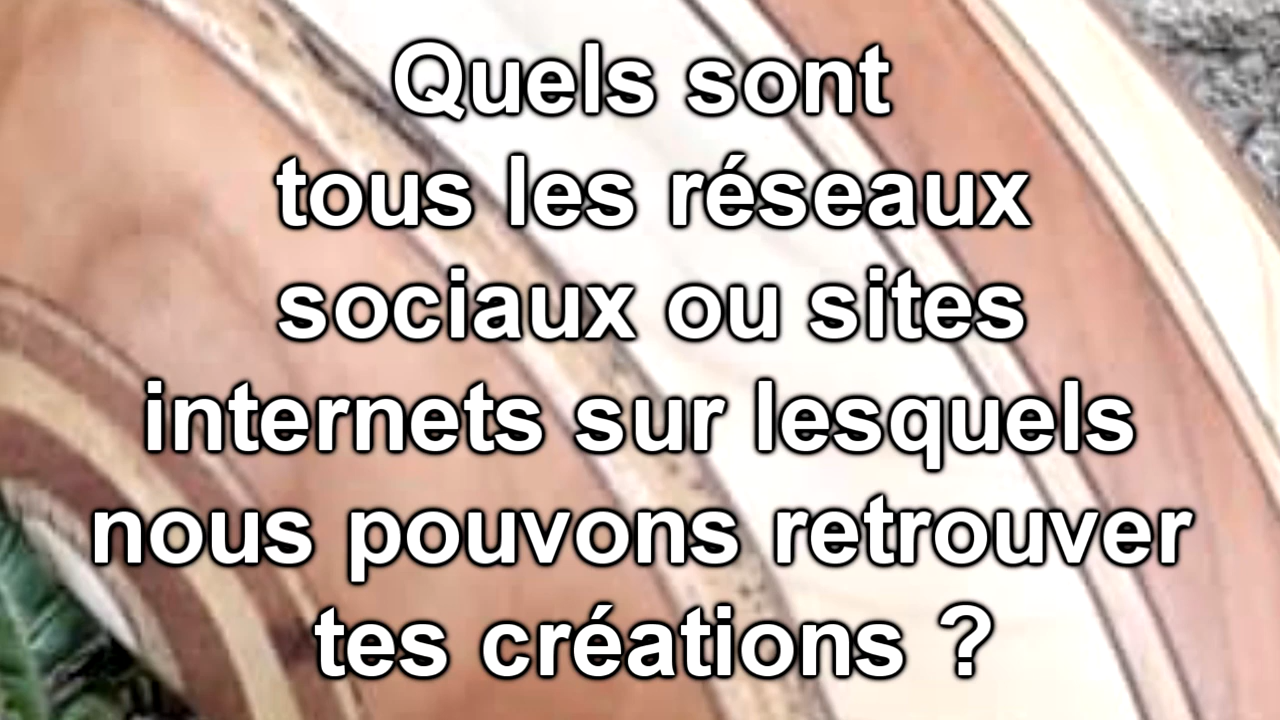 Quels sont
tous les réseaux
sociaux ou sites
internets sur lesquels
nous pouvons retrouver
tes créations ?